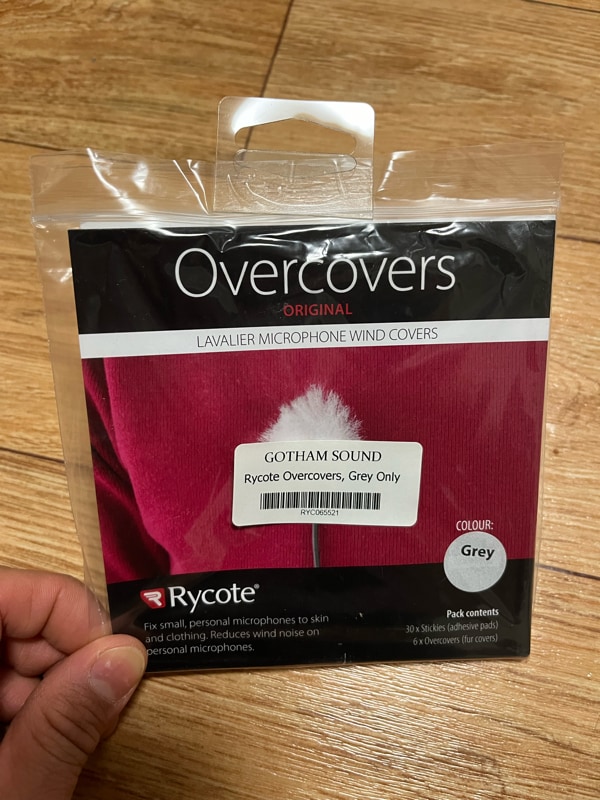 Overcovers
ORIGINAL
LAVALIER MICROPHONE WIND COVERS
GOTHAM SOUND
Rycote Overcovers, Grey Only
RYC065521
COLOUR:
Grey
Rycote®
Fix small, personal microphones to skin
and clothing. Reduces wind noise on
personal microphones.
Pack contents
30 x Stickies (adhesive pads)
6 x Overcovers (fur covers)